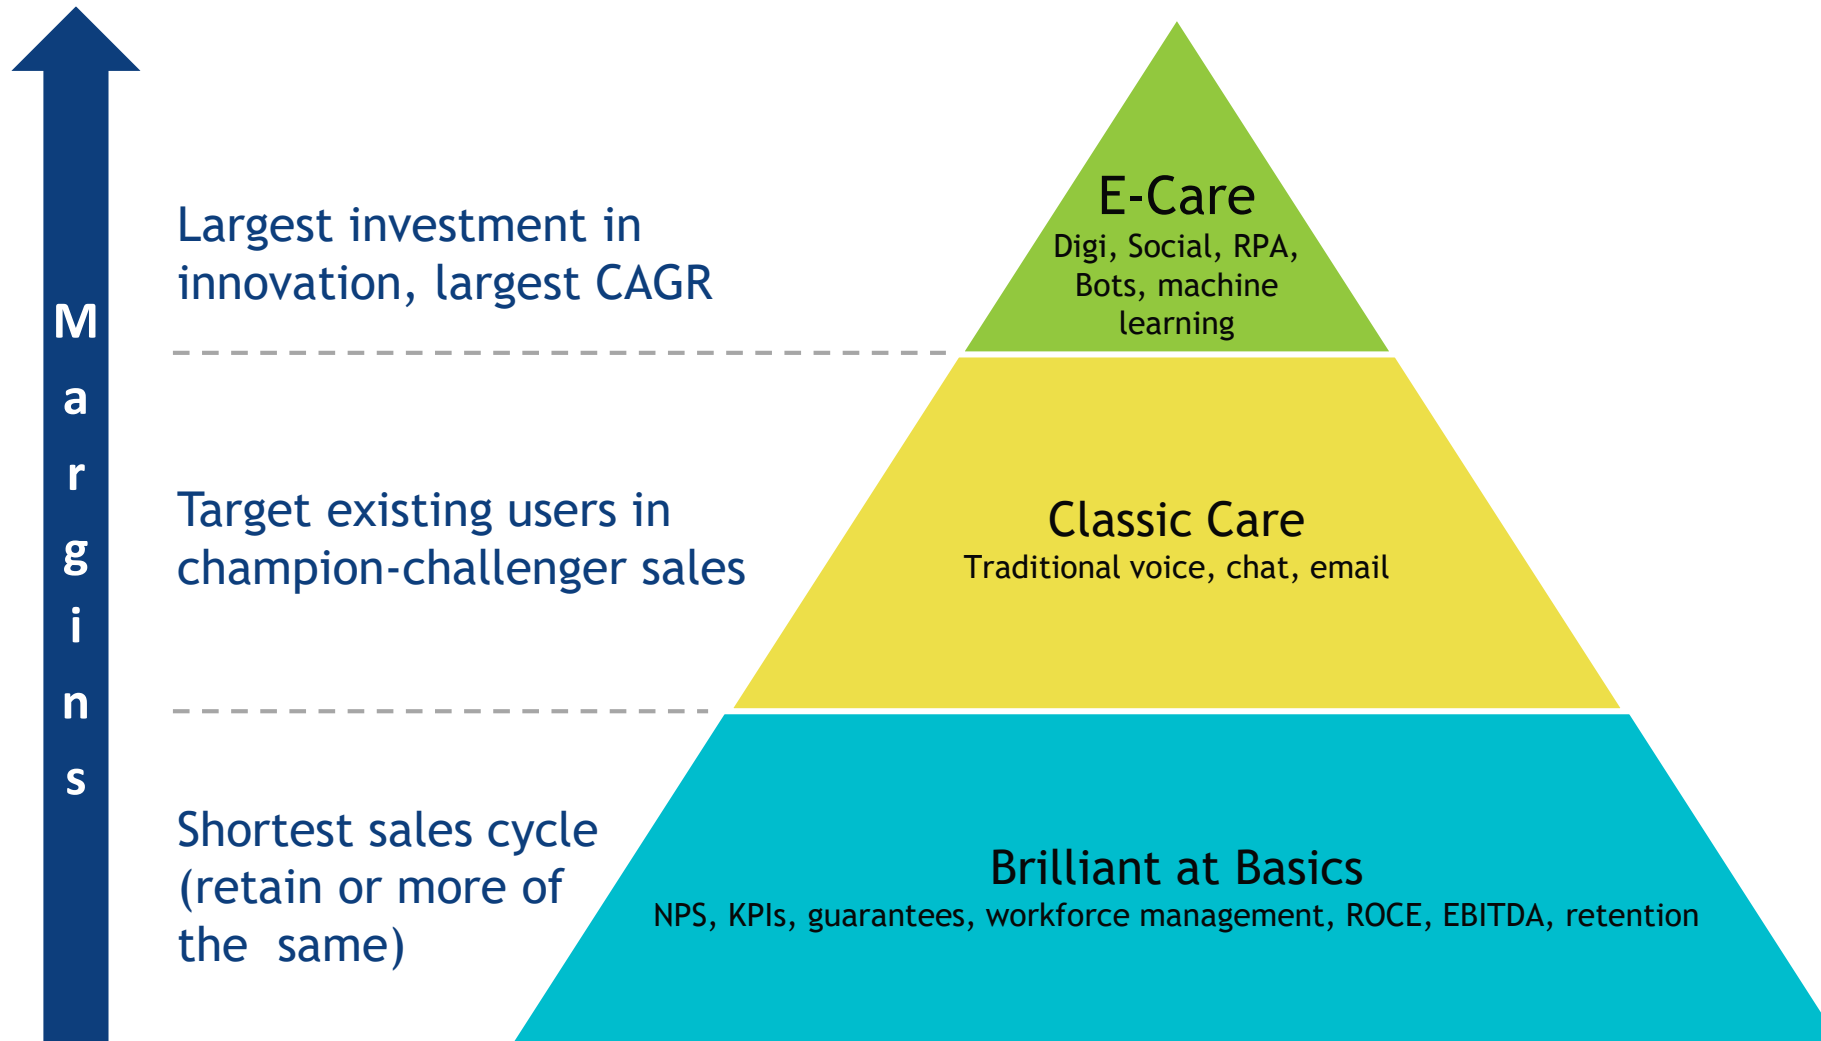 Margins
Largest investment in
innovation, largest CAGR
E-Care
Digi, Social, RPA,
Bots, machine
learning
Target existing users in
champion-challenger sales
Classic Care
Traditional voice, chat, email
Shortest sales cycle
(retain or more of
the  same)
Brilliant at Basics
NPS, KPIs, guarantees, workforce management, ROCE, EBITDA, retention